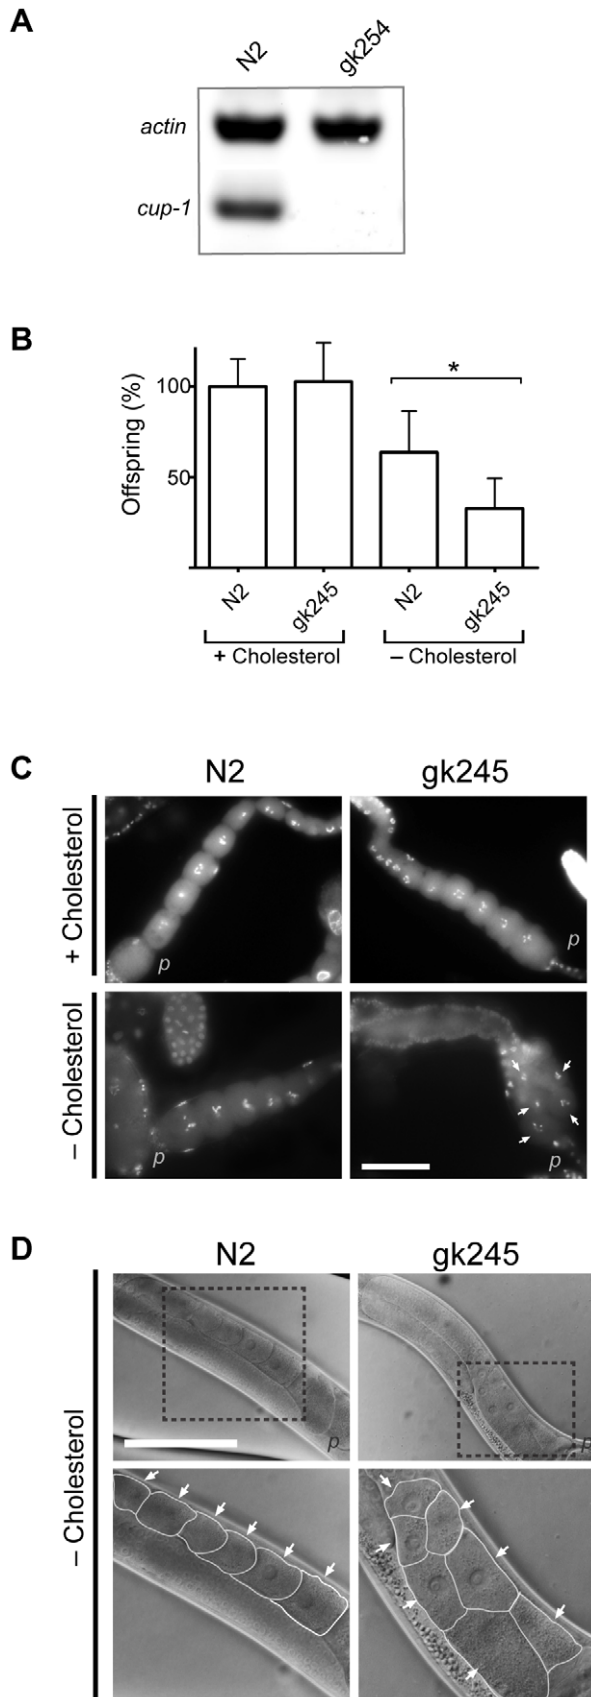 A
N2 gk254
actin
cup-1
B
Offspring (%)
100
50
*
N2 gk245 N2 gk245
+ Cholesterol – Cholesterol
C
N2 gk245
+ Cholesterol
p p
– Cholesterol
p p
D
N2 gk245
– Cholesterol
p p